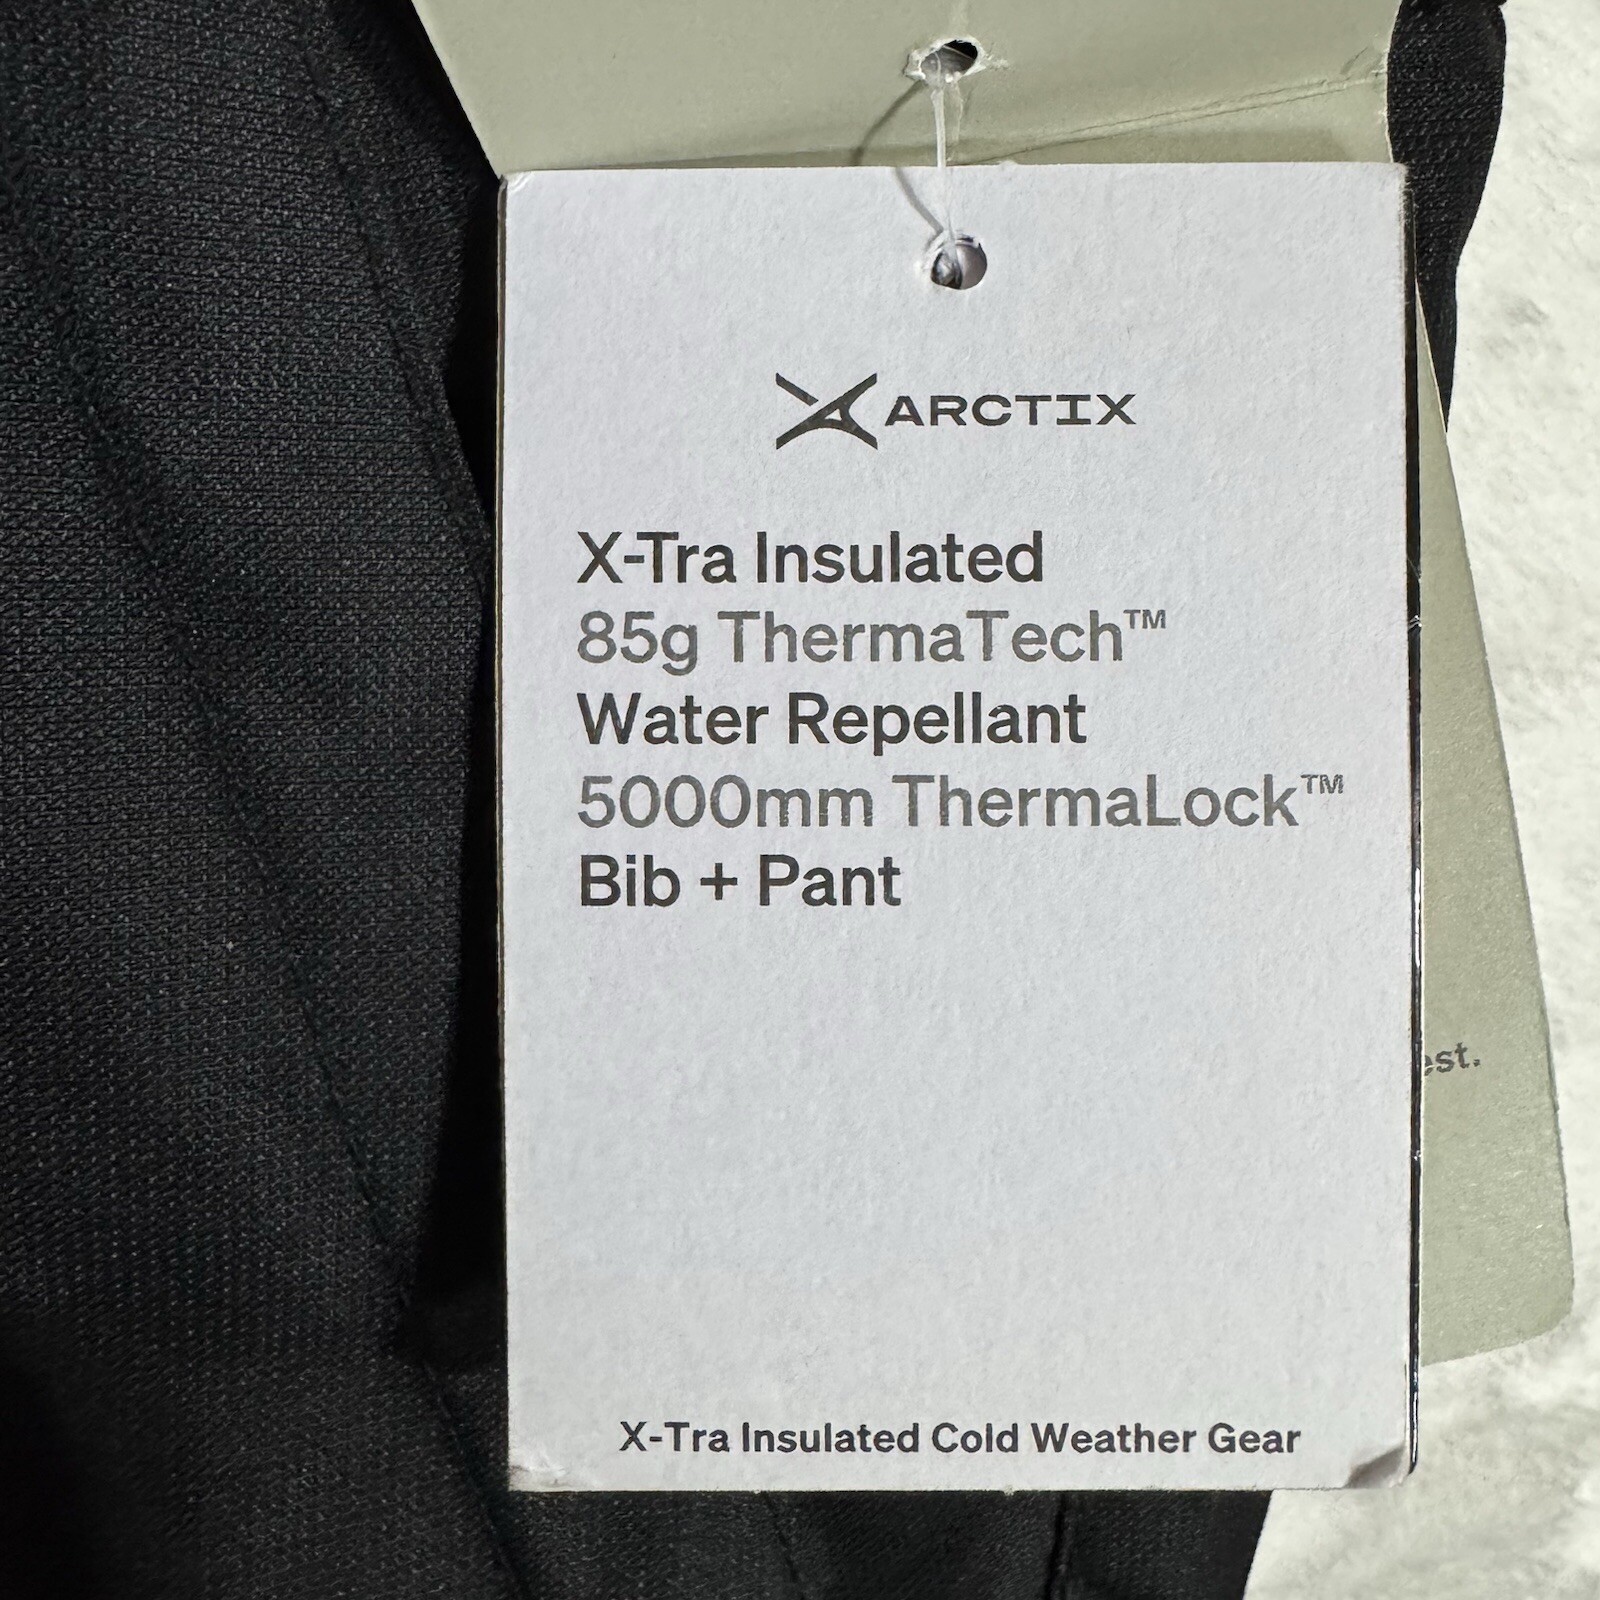 ARCTIX
X-Tra Insulated
85g ThermaTech™
Water Repellant
5000mm ThermaLock™
Bib + Pant
X-Tra Insulated Cold Weather Gear